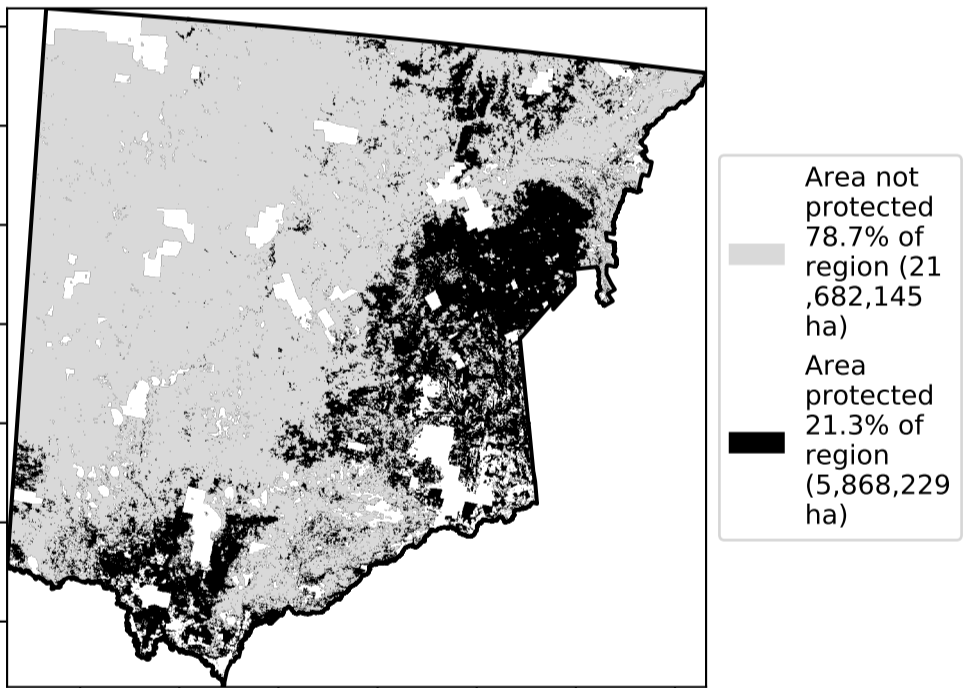 Area not
protected
78.7% of
region (21
,682,145
ha)
Area
protected
21.3% of
region
(5,868,229
ha)